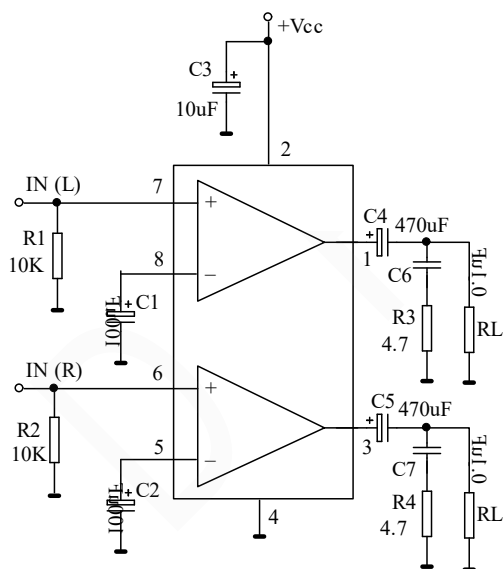 +Vcc
C3
+
10uF
2
IN (L)
7
+
C4
+
470uF
R1
10K
8
−
1
C6
0.1uF
C1
+
100uF
R3
4.7
RL
IN (R)
6
+
C5
+
470uF
R2
10K
5
−
3
C7
0.1uF
C2
+
100uF
R4
4.7
RL
4